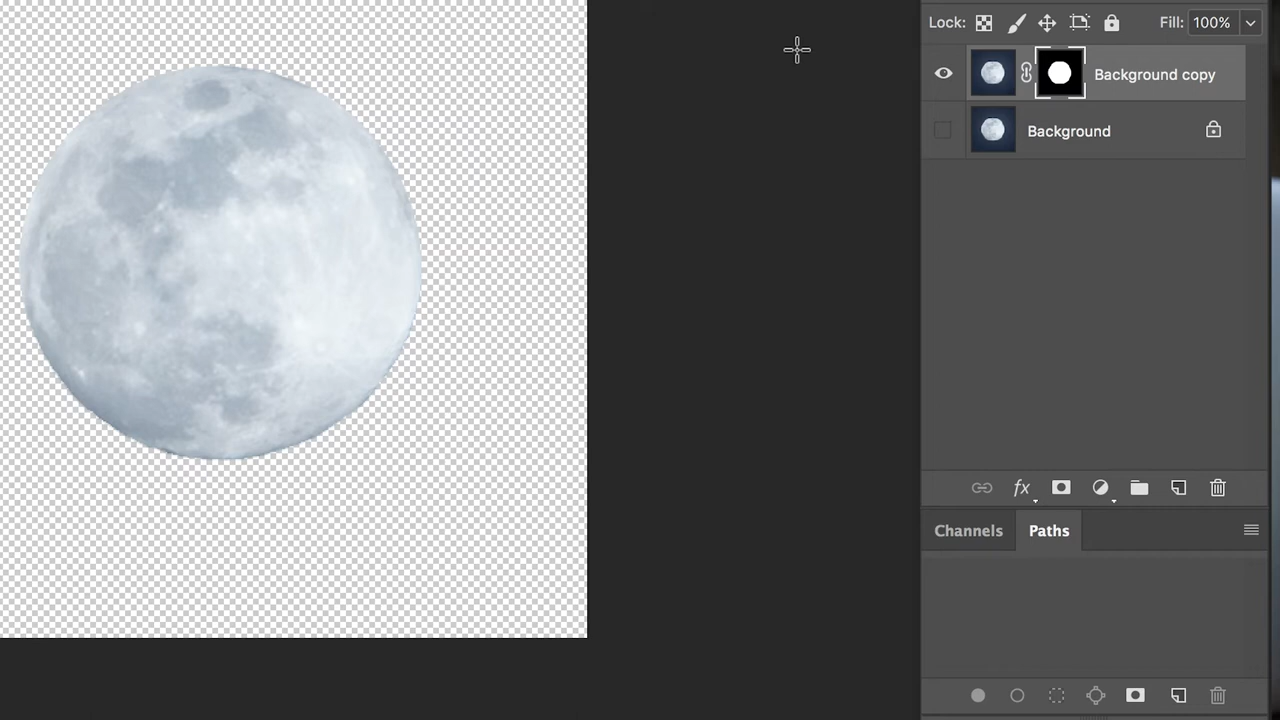 Lock: Fill: 100%
Background copy
Background
fx
Channels Paths